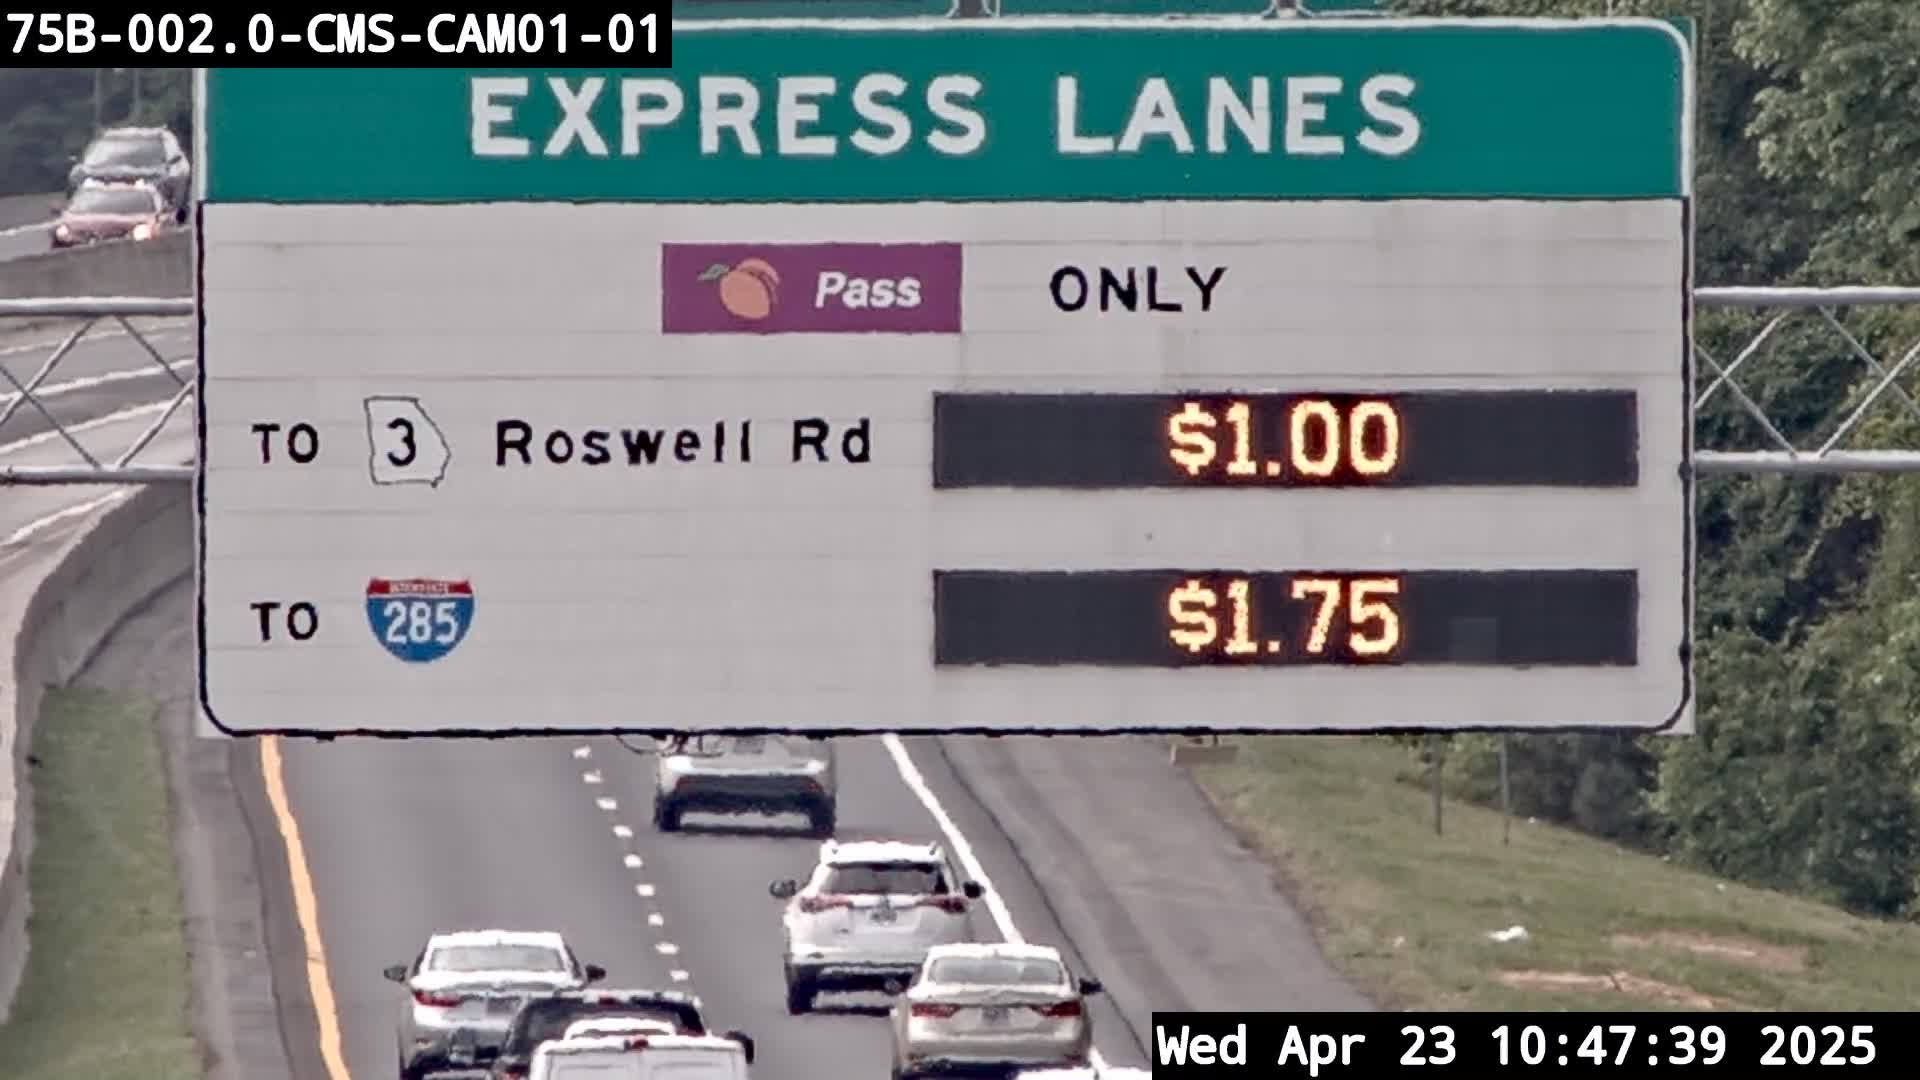 75B-002.0-CMS-CAM01-01
EXPRESS LANES
Pass ONLY
TO 3 Roswell Rd $1.00
TO INTERSTATE 285 $1.75
Wed Apr 23 10:47:39 2025